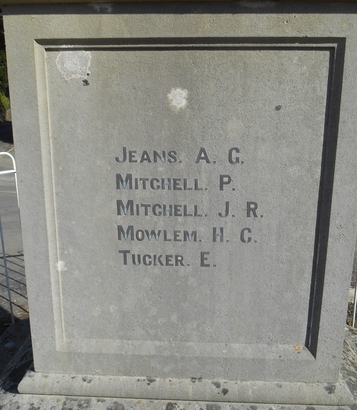 JEANS. A. G.
MITCHELL. P.
MITCHELL. J. R.
MOWLEM. H. G.
TUCKER. E.